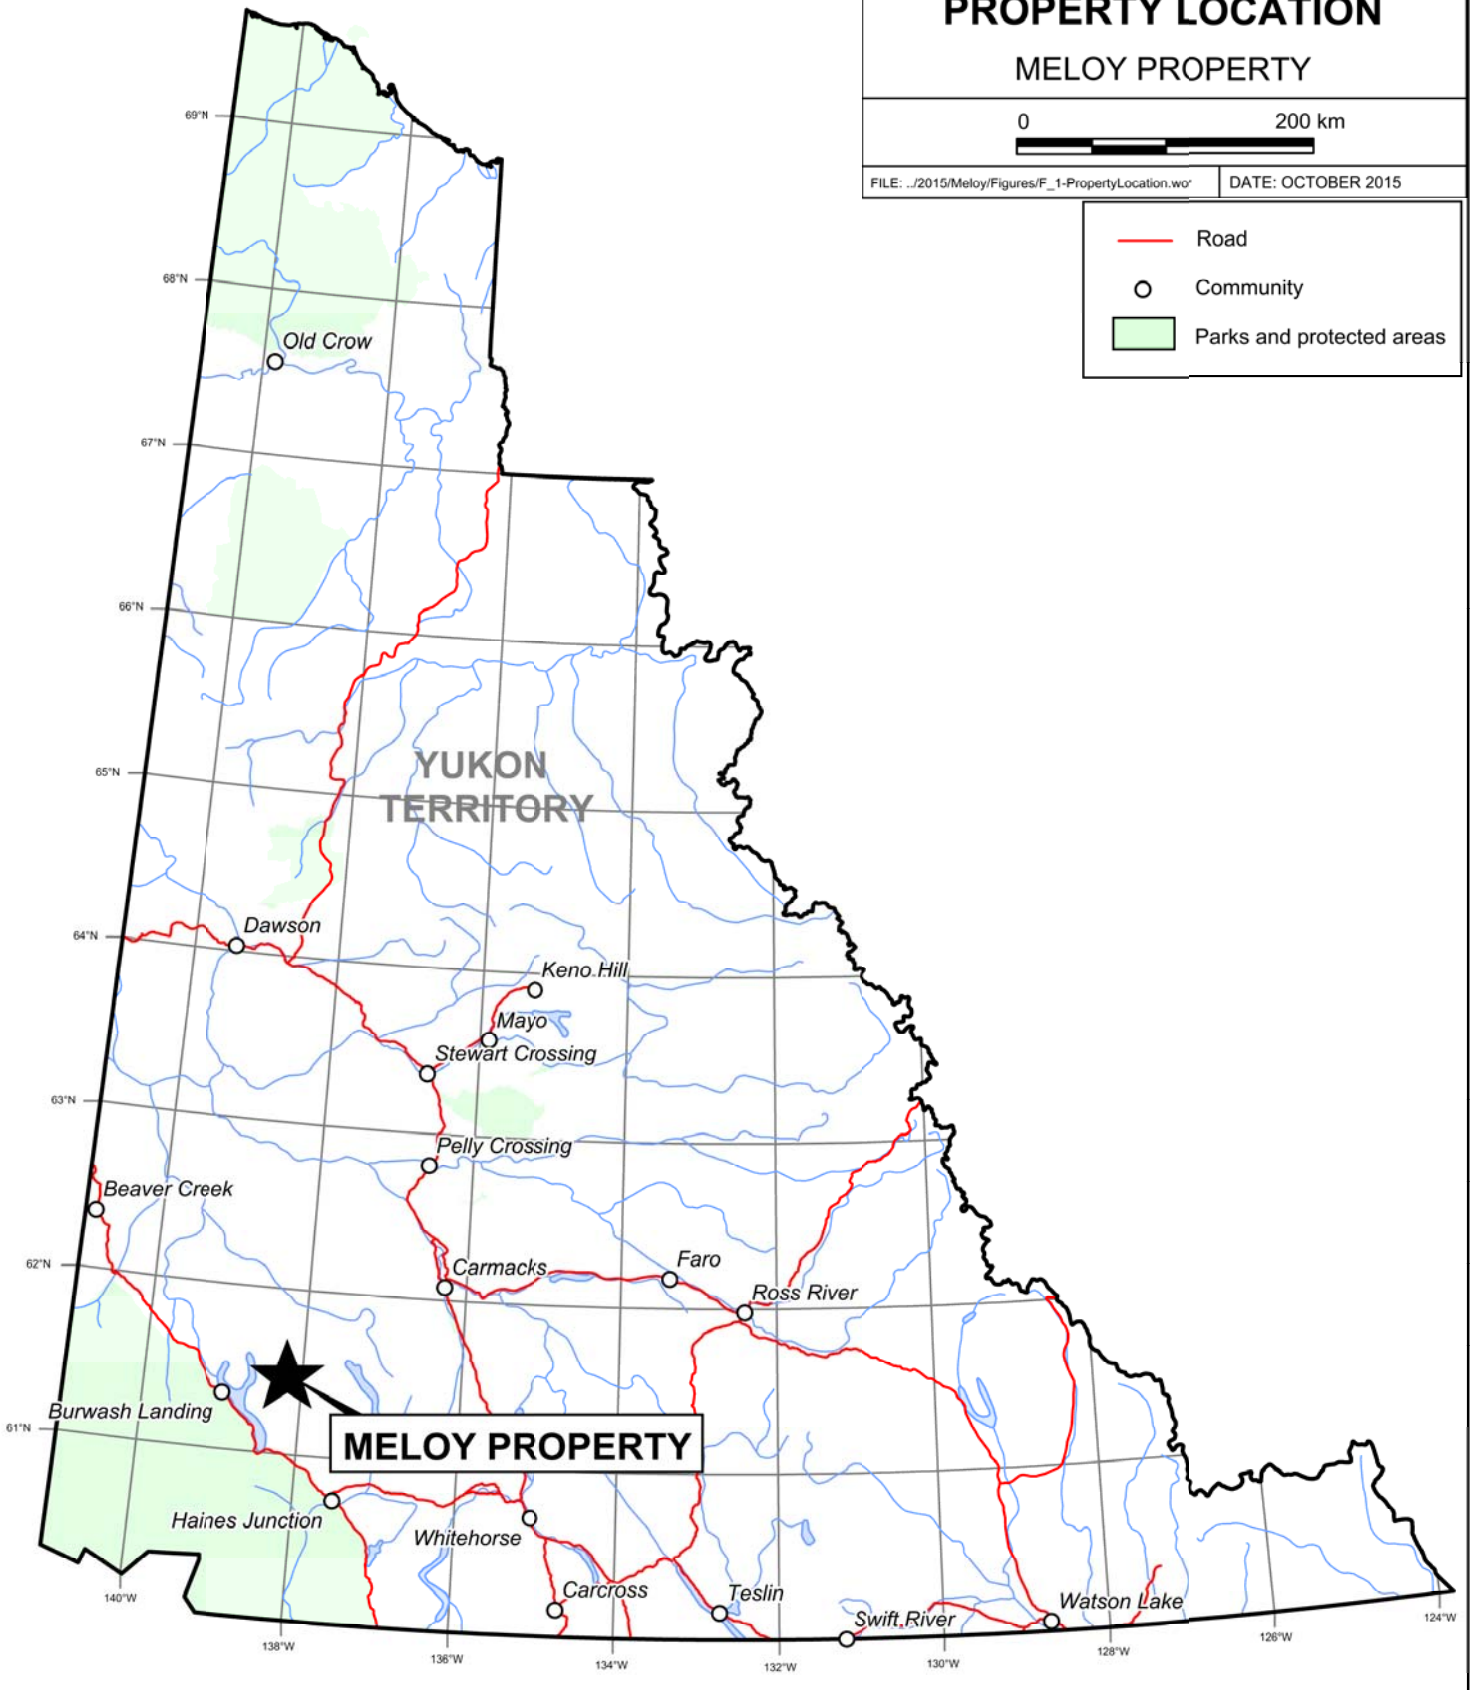 PROPERTY LOCATION
MELOY PROPERTY
0 200 km
FILE: ../2015/Meloy/Figures/F_1-PropertyLocation.wo
DATE: OCTOBER 2015
Road
Community
Parks and protected areas
69°N
68°N
Old Crow
67°N
66°N
65°N
YUKON
TERRITORY
64°N
Dawson
Keno Hill
Mayo
Stewart Crossing
63°N
Pelly Crossing
Beaver Creek
62°N
Carmacks
Faro
Ross River
Burwash Landing
61°N
MELOY PROPERTY
Haines Junction
Whitehorse
Carcross
Teslin
Swift River
Watson Lake
140°W
138°W
136°W
134°W
132°W
130°W
128°W
126°W
124°W